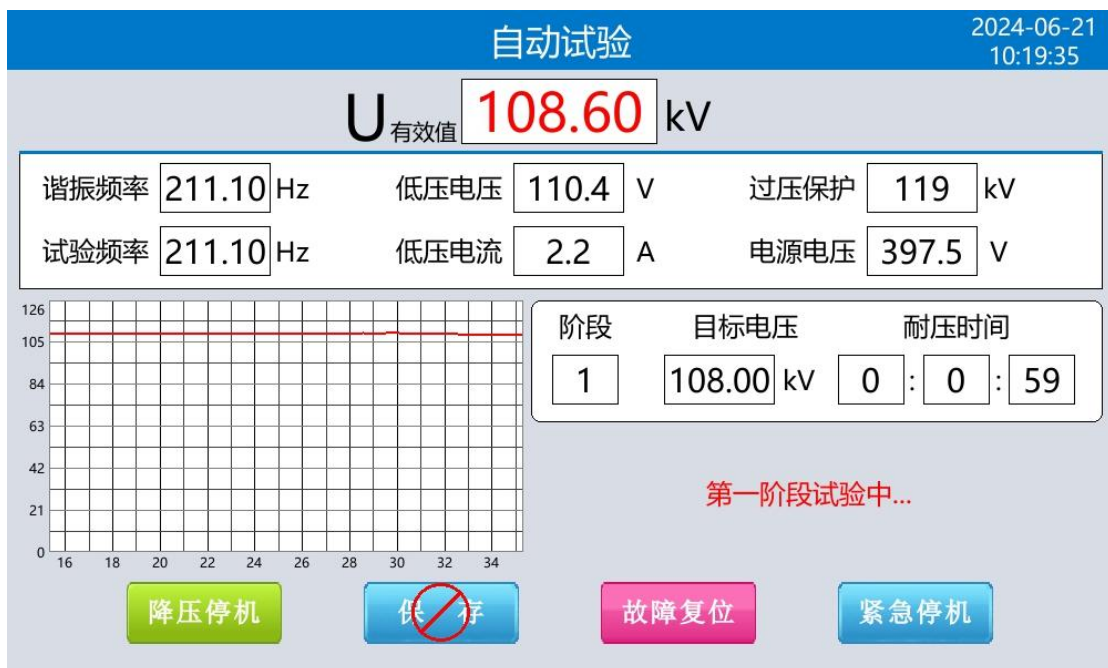 自动试验
2024-06-21
10:19:35
U有效值 108.60 kV
谐振频率 211.10 Hz 低压电压 110.4 V 过压保护 119 kV
试验频率 211.10 Hz 低压电流 2.2 A 电源电压 397.5 V
126
105
84
63
42
21
0
16 18 20 22 24 26 28 30 32 34
阶段 目标电压 耐压时间
1 108.00 kV 0 : 0 : 59
第一阶段试验中...
降压停机 保存 故障复位 紧急停机